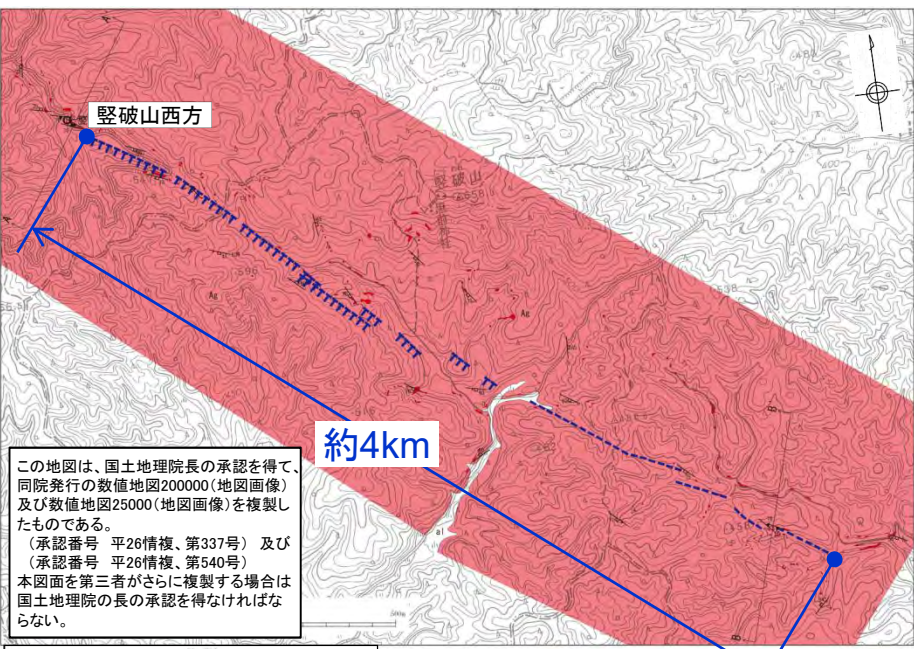 竪破山西方
竪破山
658
Ag
Ag
596
約4km
al
B
B
A
この地図は、国土地理院長の承認を得て、
同院発行の数値地図200000(地図画像)
及び数値地図25000(地図画像)を複製し
たものである。
(承認番号 平26情複、第337号) 及び
(承認番号 平26情複、第540号)
本図面を第三者がさらに複製する場合は
国土地理院の長の承認を得なければな
らない。